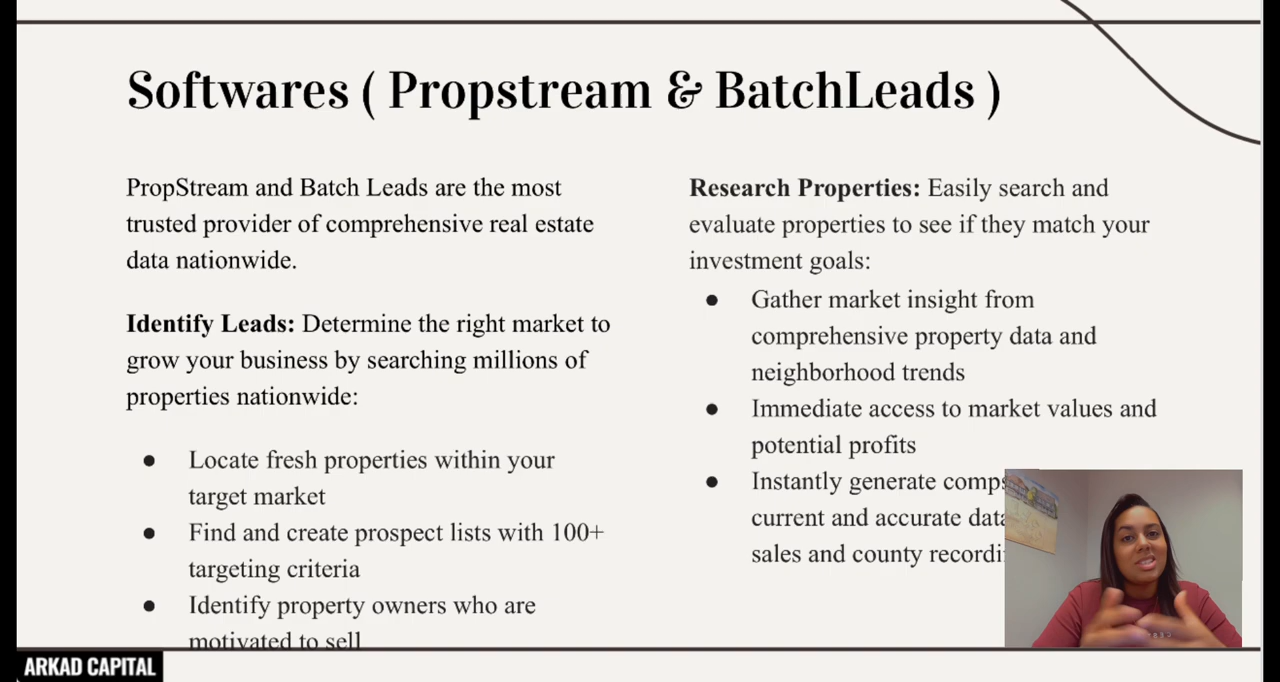 Softwares ( Propstream & BatchLeads )
PropStream and Batch Leads are the most
trusted provider of comprehensive real estate
data nationwide.
Identify Leads: Determine the right market to
grow your business by searching millions of
properties nationwide:
● Locate fresh properties within your
target market
● Find and create prospect lists with 100+
targeting criteria
● Identify property owners who are
motivated to sell
Research Properties: Easily search and
evaluate properties to see if they match your
investment goals:
● Gather market insight from
comprehensive property data and
neighborhood trends
● Immediate access to market values and
potential profits
● Instantly generate comps
current and accurate data
sales and county
ARKAD CAPITAL